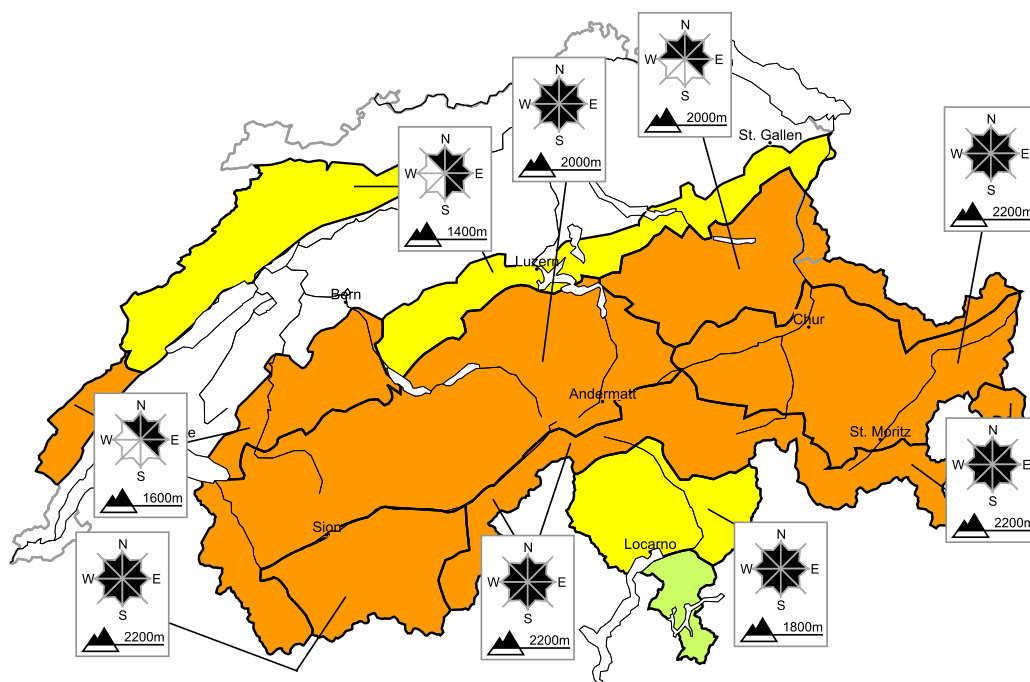 N
W E
S
2000m
N
W E
S
2000m
St. Gallen
N
W E
S
2200m
N
W E
S
1400m
Luzern
Bern
Chur
Andermatt
St. Moritz
N
W E
S
1600m
e
N
W E
S
2200m
Sion
Locarno
N
W E
S
2200m
N
W E
S
2200m
N
W E
S
1800m